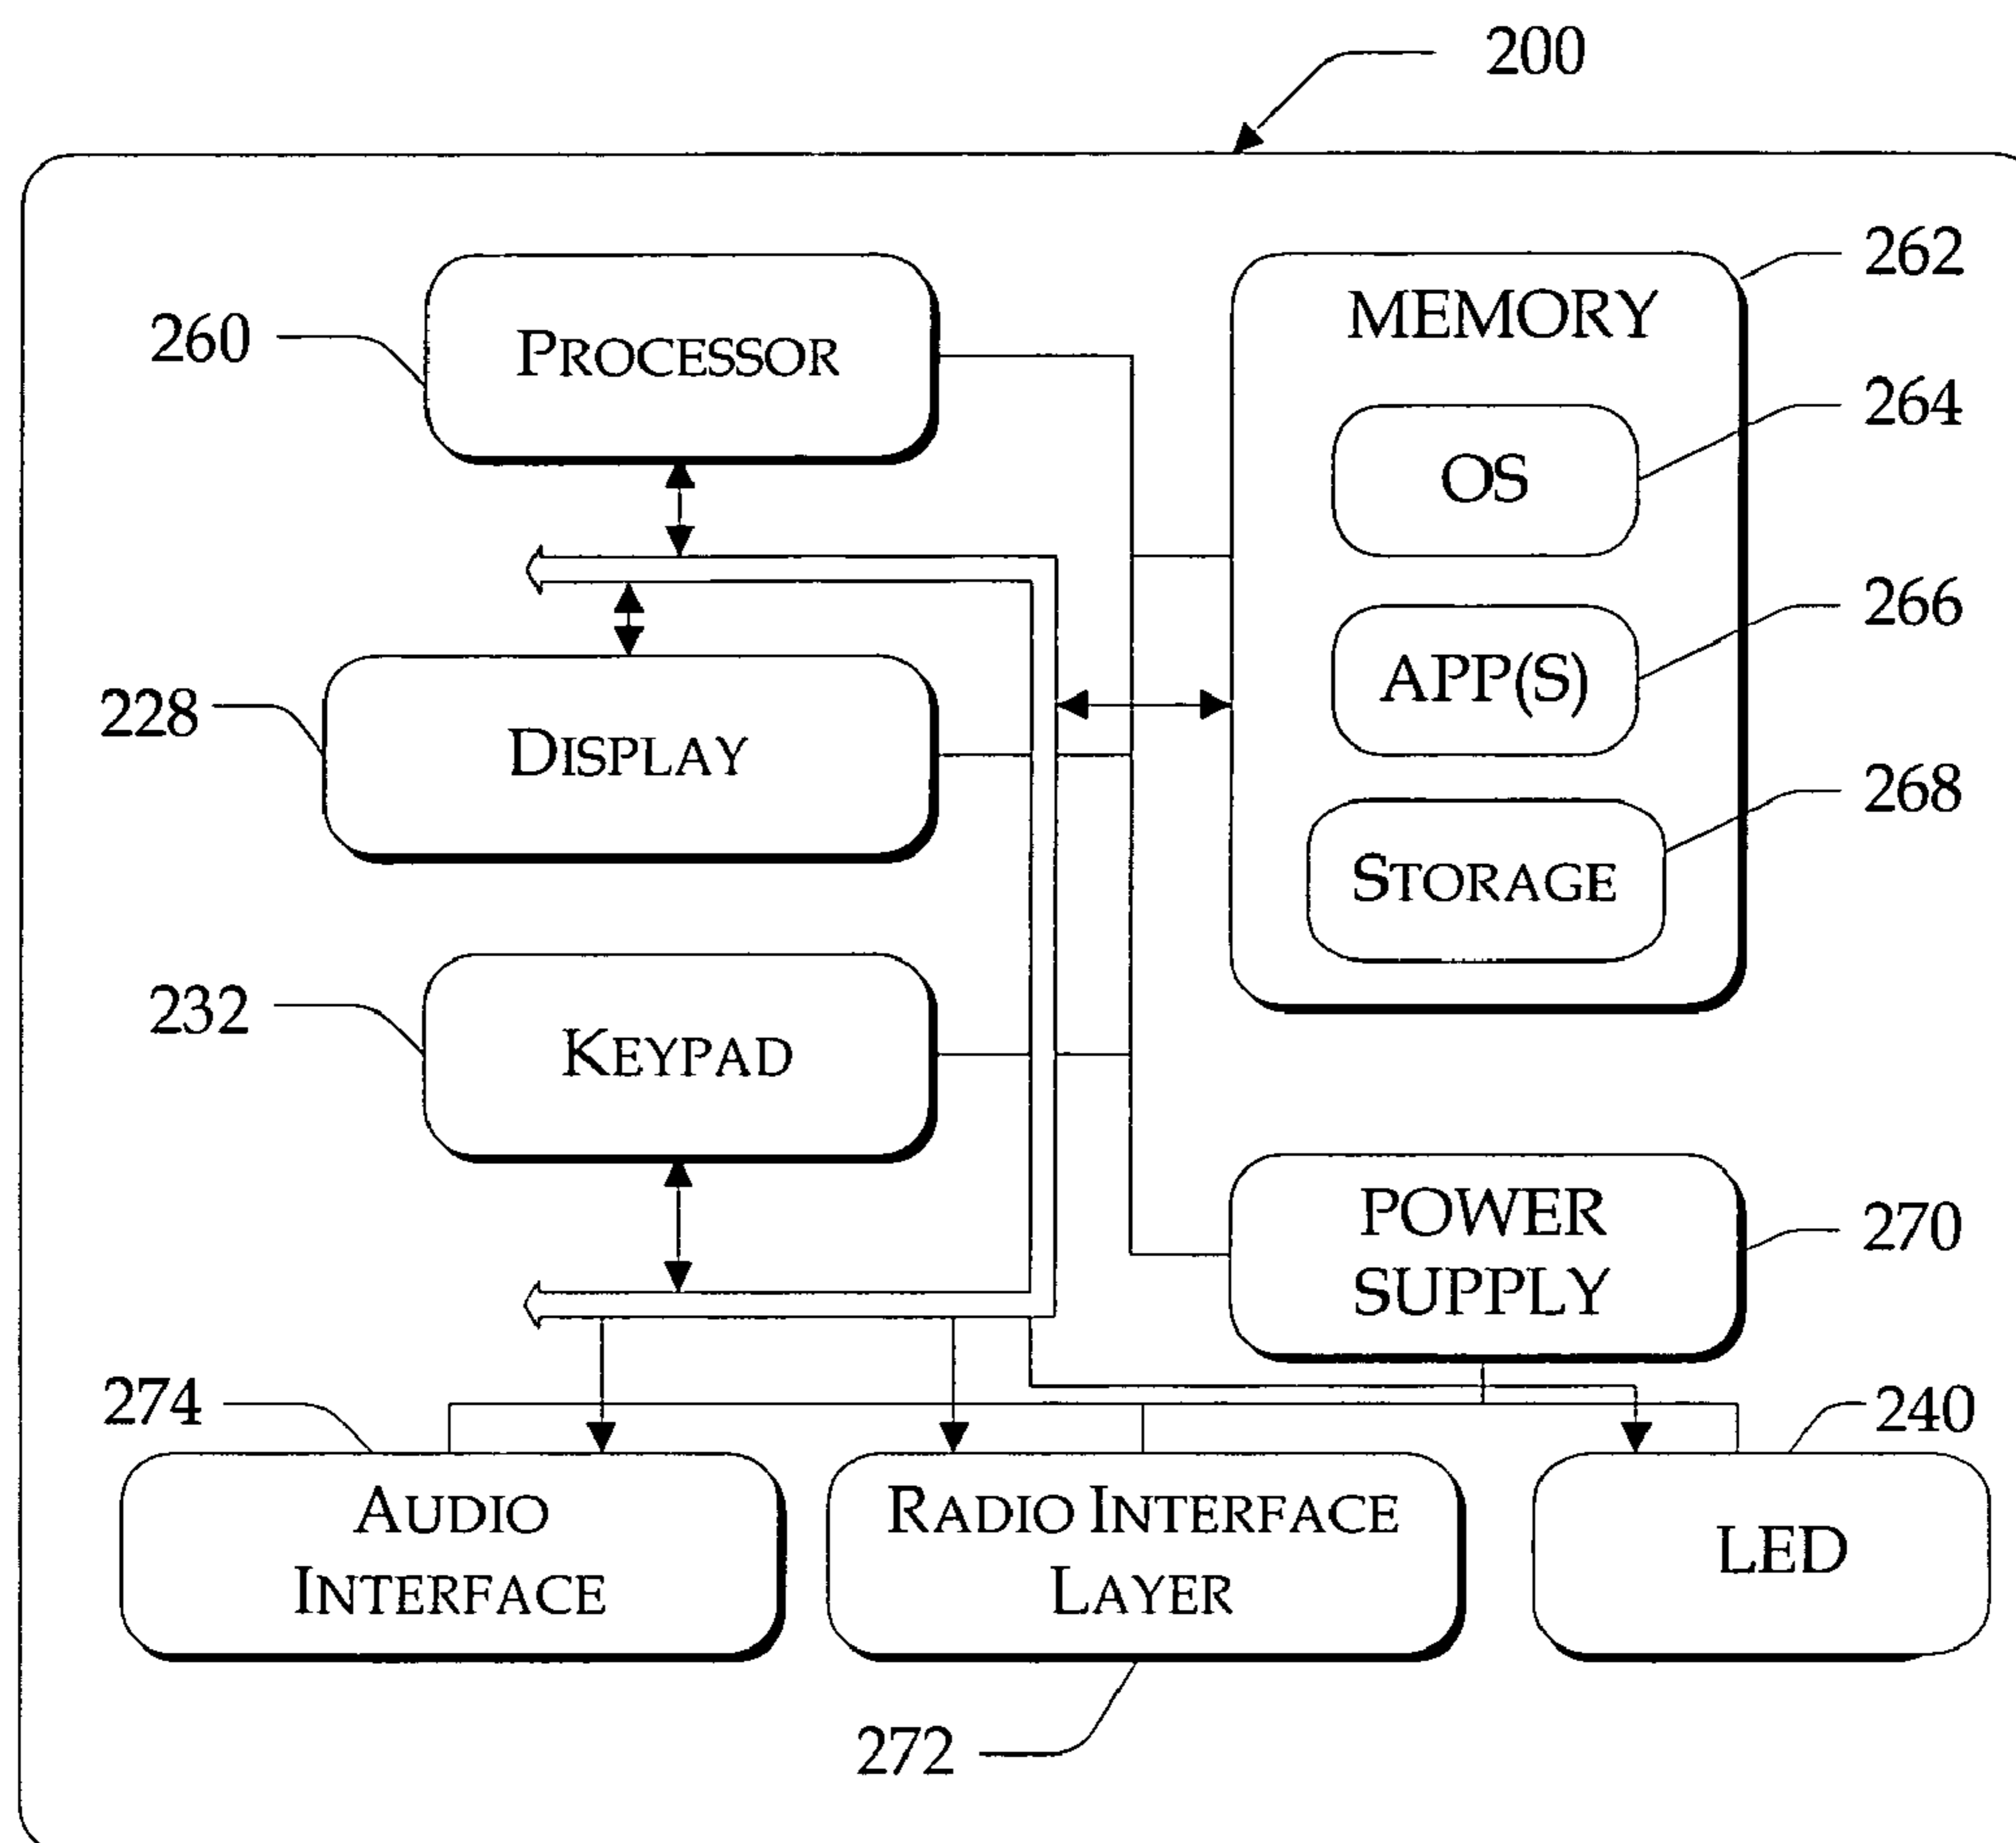 200
262
MEMORY
260
PROCESSOR
264
OS
266
APP(S)
228
DISPLAY
268
STORAGE
232
KEYPAD
POWER
SUPPLY
270
274
240
AUDIO
INTERFACE
RADIO INTERFACE
LAYER
LED
272